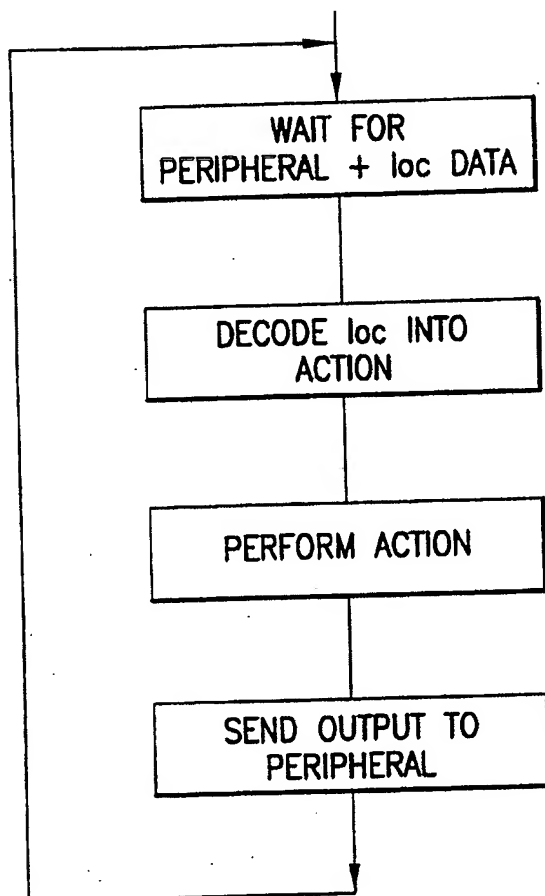 WAIT FOR
PERIPHERAL + loc DATA
DECODE loc INTO
ACTION
PERFORM ACTION
SEND OUTPUT TO
PERIPHERAL